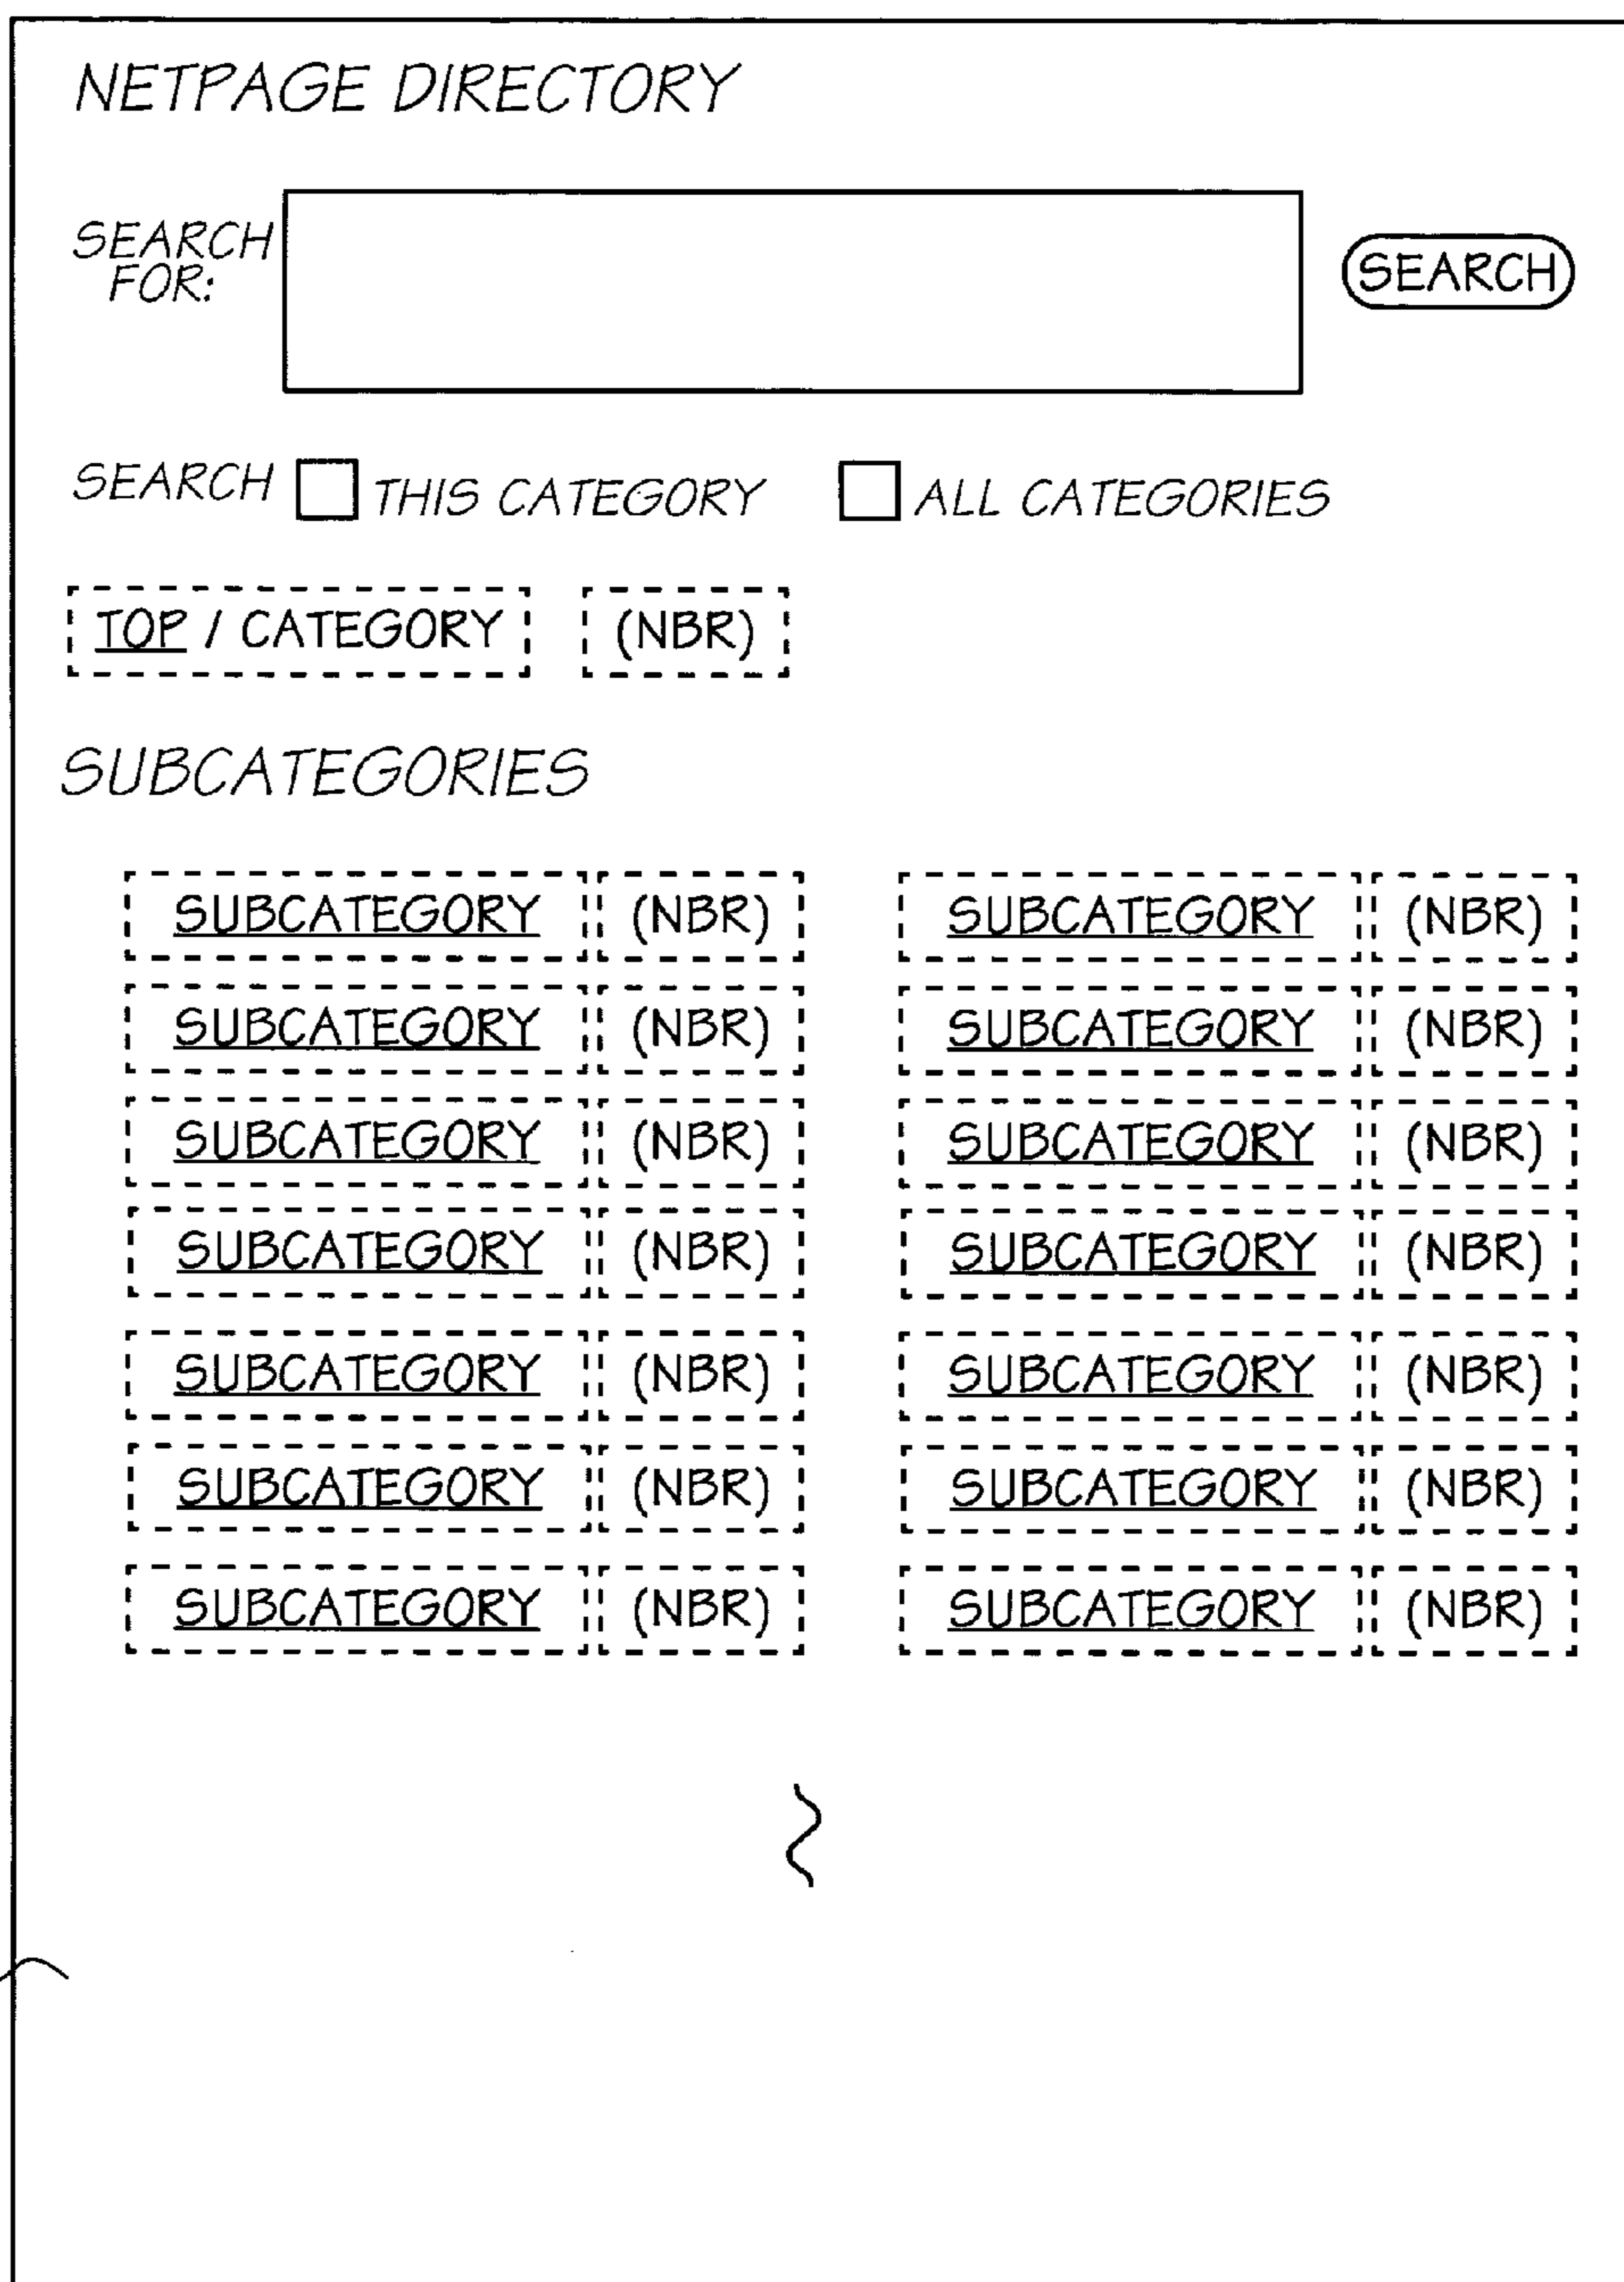 NETPAGE DIRECTORY
SEARCH
FOR:
SEARCH
SEARCH THIS CATEGORY ALL CATEGORIES
TOP / CATEGORY (NBR)
SUBCATEGORIES
SUBCATEGORY (NBR) SUBCATEGORY (NBR)
SUBCATEGORY (NBR) SUBCATEGORY (NBR)
SUBCATEGORY (NBR) SUBCATEGORY (NBR)
SUBCATEGORY (NBR) SUBCATEGORY (NBR)
SUBCATEGORY (NBR) SUBCATEGORY (NBR)
SUBCATEGORY (NBR) SUBCATEGORY (NBR)
SUBCATEGORY (NBR) SUBCATEGORY (NBR)